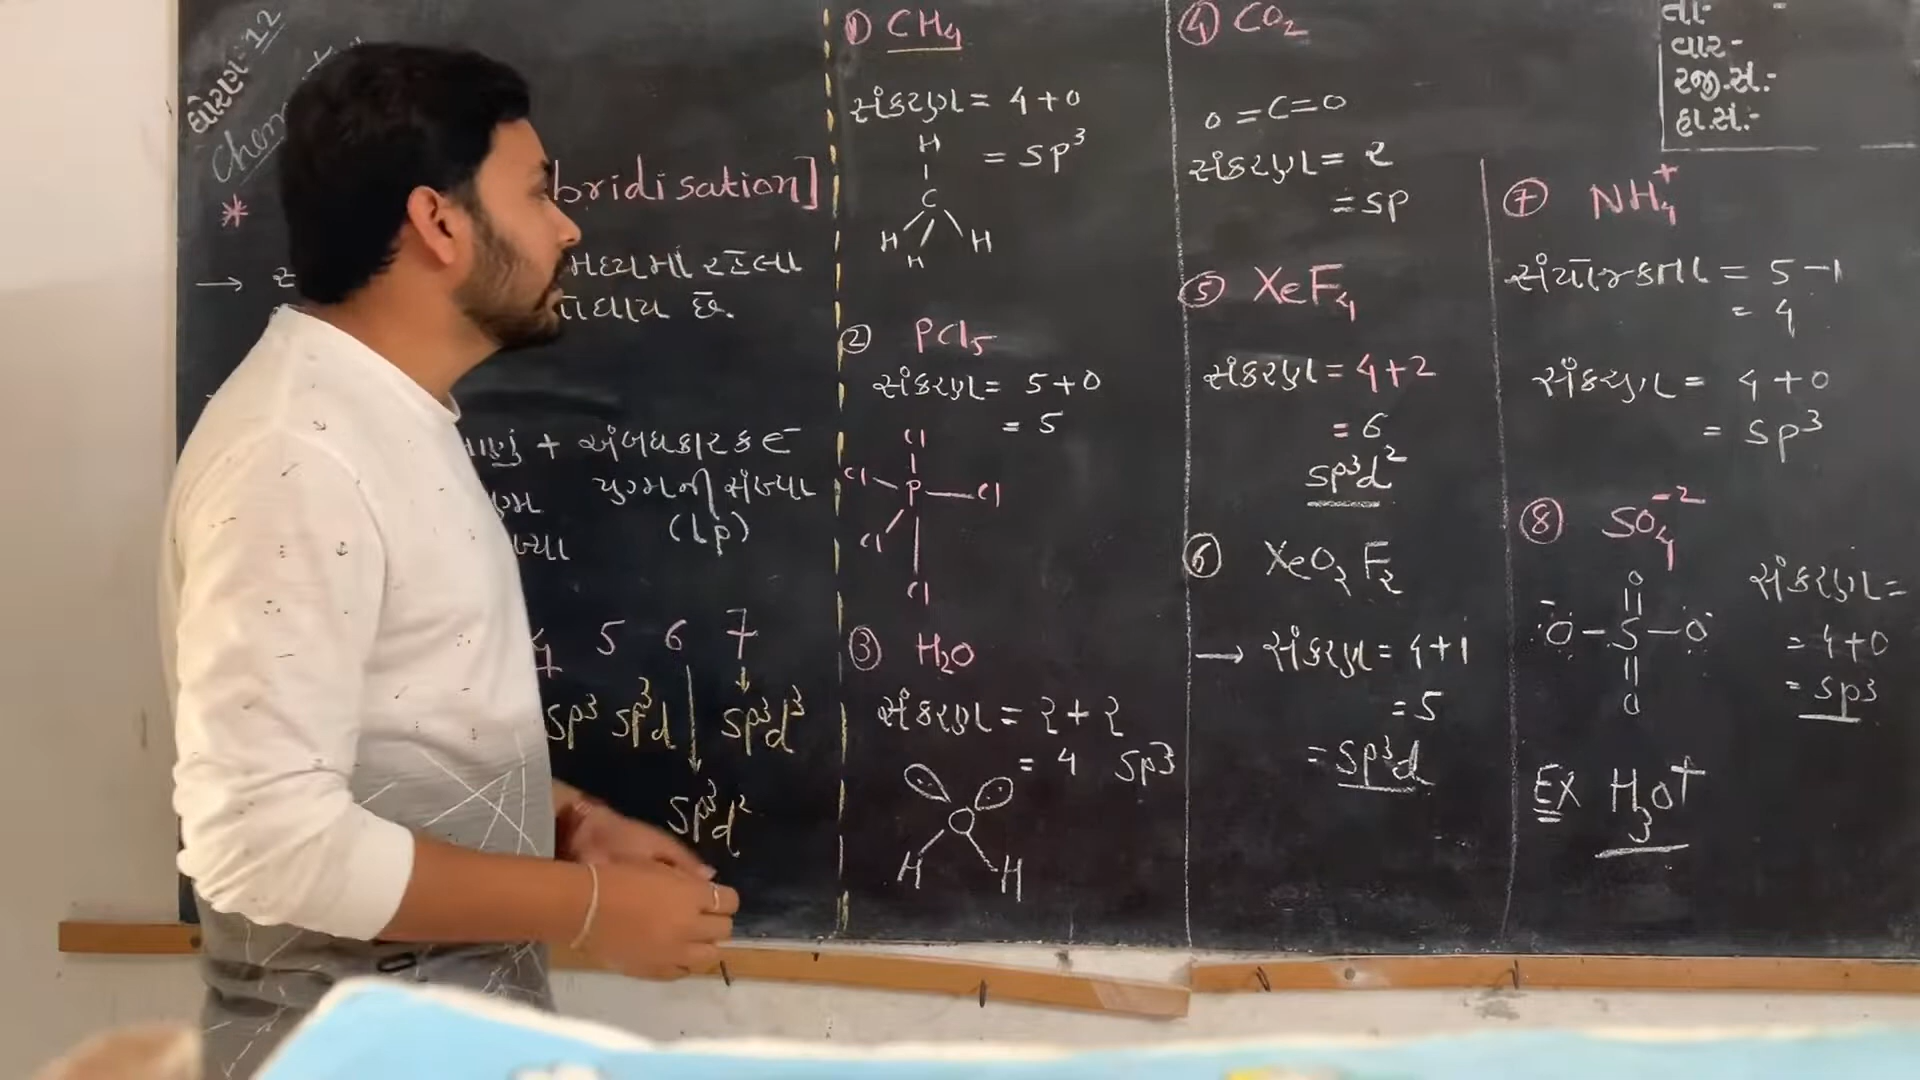 ધોરણ-12
bridisation]
*
→
મધ્યમાં રહેલા
છે.
+ અબંધકારક e⁻
યુગ્મની સંખ્યા
(lp)
4 5 6 7
sp³ sp³d sp³d³
sp³d²
① CH₄
સંકરણ = 4+0
= sp³
H
C
H H H
② PCl₅
સંકરણ = 5+0
= 5
Cl
Cl P Cl
Cl
Cl
③ H₂O
સંકરણ = 2+2
= 4 sp3
O
H H
④ CO₂
O=C=O
સંકરણ = 2
= sp
⑤ XeF₄
સંકરણ = 4+2
= 6
sp³d²
⑥ XeO₂F₂
→ સંકરણ = 4+1
= 5
= sp³d
તા:- -
વાર-
રજી.સં.-
હા.સં.-
⑦ NH₄⁺
સંયોજકતા = 5-1
= 4
સંકરણ = 4+0
= sp³
⑧ SO₄⁻²
O
⁻O-S-O⁻
O
સંકરણ =
= 4+0
= sp3
Ex H₃O⁺